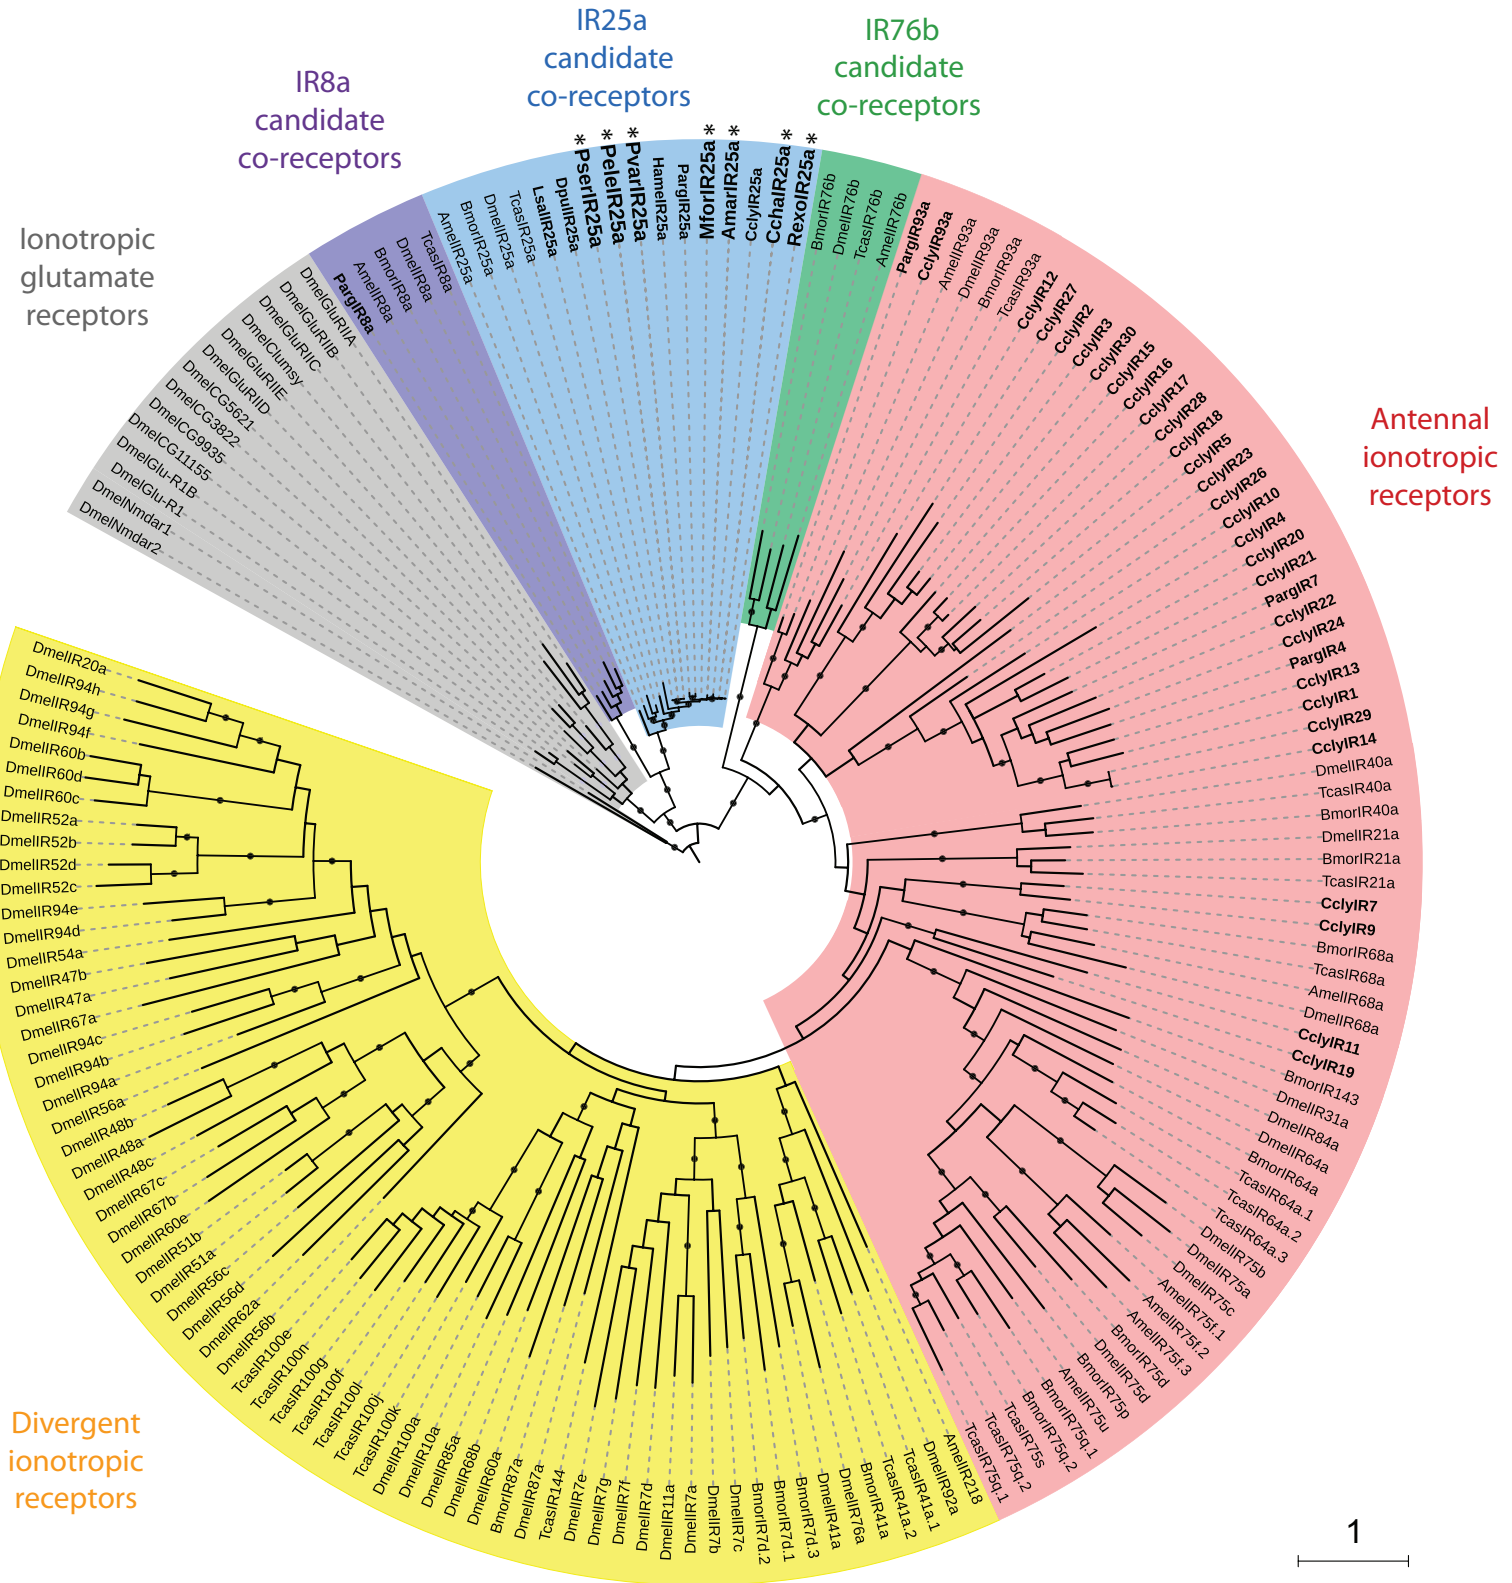 IR25a
candidate
co-receptors
IR76b
candidate
co-receptors
IR8a
candidate
co-receptors
Ionotropic
glutamate
receptors
Antennal
ionotropic
receptors
Divergent
ionotropic
receptors
1
DmelNmdar2
DmelNmdar1
DmelGlu-R1
DmelGlu-R1B
DmelCG11155
DmelCG9935
DmelCG3822
DmelCG5621
DmelGluRIID
DmelGluRIIE
DmelClumsy
DmelGluRIIC
DmelGluRIIB
DmelGluRIIA
PargIR8a
AmelIR8a
BmorIR8a
DmelIR8a
TcasIR8a
AmelIR25a
BmorIR25a
DmelIR25a
TcasIR25a
LsalIR25a
DpulIR25a
*PserIR25a
*PeleIR25a
*PvarIR25a
HameIR25a
PargIR25a
MforIR25a*
AmarIR25a*
CclyIR25a
CchaIR25a*
RexoIR25a*
BmorIR76b
DmelIR76b
TcasIR76b
AmelIR76b
PargIR93a
CclyIR93a
AmelIR93a
DmelIR93a
BmorIR93a
TcasIR93a
CclyIR12
CclyIR27
CclyIR2
CclyIR3
CclyIR30
CclyIR15
CclyIR16
CclyIR17
CclyIR28
CclyIR18
CclyIR5
CclyIR23
CclyIR26
CclyIR10
CclyIR4
CclyIR20
CclyIR21
PargIR7
CclyIR22
CclyIR24
PargIR4
CclyIR13
CclyIR1
CclyIR29
CclyIR14
DmelIR40a
TcasIR40a
BmorIR40a
DmelIR21a
BmorIR21a
TcasIR21a
CclyIR7
CclyIR9
BmorIR68a
TcasIR68a
AmelIR68a
DmelIR68a
CclyIR11
CclyIR19
BmorIR143
DmelIR31a
DmelIR84a
DmelIR64a
BmorIR64a
TcasIR64a.1
TcasIR64a.2
TcasIR64a.3
DmelIR75b
DmelIR75a
DmelIR75c
AmelIR75f.1
AmelIR75f.2
AmelIR75f.3
BmorIR75d
DmelIR75d
BmorIR75p
AmelIR75u
BmorIR75q.1
BmorIR75q.2
TcasIR75s
TcasIR75q.2
TcasIR75q.1
AmelIR218
DmelIR92a
TcasIR41a.1
TcasIR41a.2
BmorIR41a
DmelIR76a
DmelIR41a
BmorIR7d.3
BmorIR7d.1
BmorIR7d.2
DmelIR7c
DmelIR7b
DmelIR7a
DmelIR11a
DmelIR7d
DmelIR7f
DmelIR7g
DmelIR7e
TcasIR144
DmelIR87a
BmorIR87a
DmelIR60a
DmelIR68b
DmelIR85a
DmelIR10a
DmelIR100a
TcasIR100k
TcasIR100j
TcasIR100l
TcasIR100f
TcasIR100g
TcasIR100n
TcasIR100e
DmelIR56b
DmelIR62a
DmelIR56d
DmelIR56c
DmelIR51a
DmelIR51b
DmelIR60e
DmelIR67b
DmelIR67c
DmelIR48c
DmelIR48a
DmelIR48b
DmelIR56a
DmelIR94a
DmelIR94b
DmelIR94c
DmelIR67a
DmelIR47a
DmelIR47b
DmelIR54a
DmelIR94d
DmelIR94e
DmelIR52c
DmelIR52d
DmelIR52b
DmelIR52a
DmelIR60c
DmelIR60d
DmelIR60b
DmelIR94f
DmelIR94g
DmelIR94h
DmelIR20a